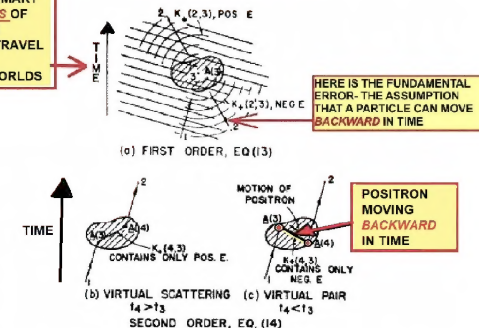 OF
TRAVEL
ORLDS
TIME
K₊(2,3), POS E
A(3)
3
K₊(2,3), NEG. E
1
2
HERE IS THE FUNDAMENTAL
ERROR- THE ASSUMPTION
THAT A PARTICLE CAN MOVE
BACKWARD IN TIME
(a) FIRST ORDER, EQ.(13)
TIME
2
A(3)
A(4)
K₊(4,3)
CONTAINS ONLY POS. E.
1
(b) VIRTUAL SCATTERING
t₄>t₃
MOTION OF
POSITRON
2
A(3)
A(4)
K₊(4,3)
CONTAINS ONLY
NEG. E
1
(c) VIRTUAL PAIR
t₄<t₃
POSITRON
MOVING
BACKWARD
IN TIME
SECOND ORDER, EQ. (14)